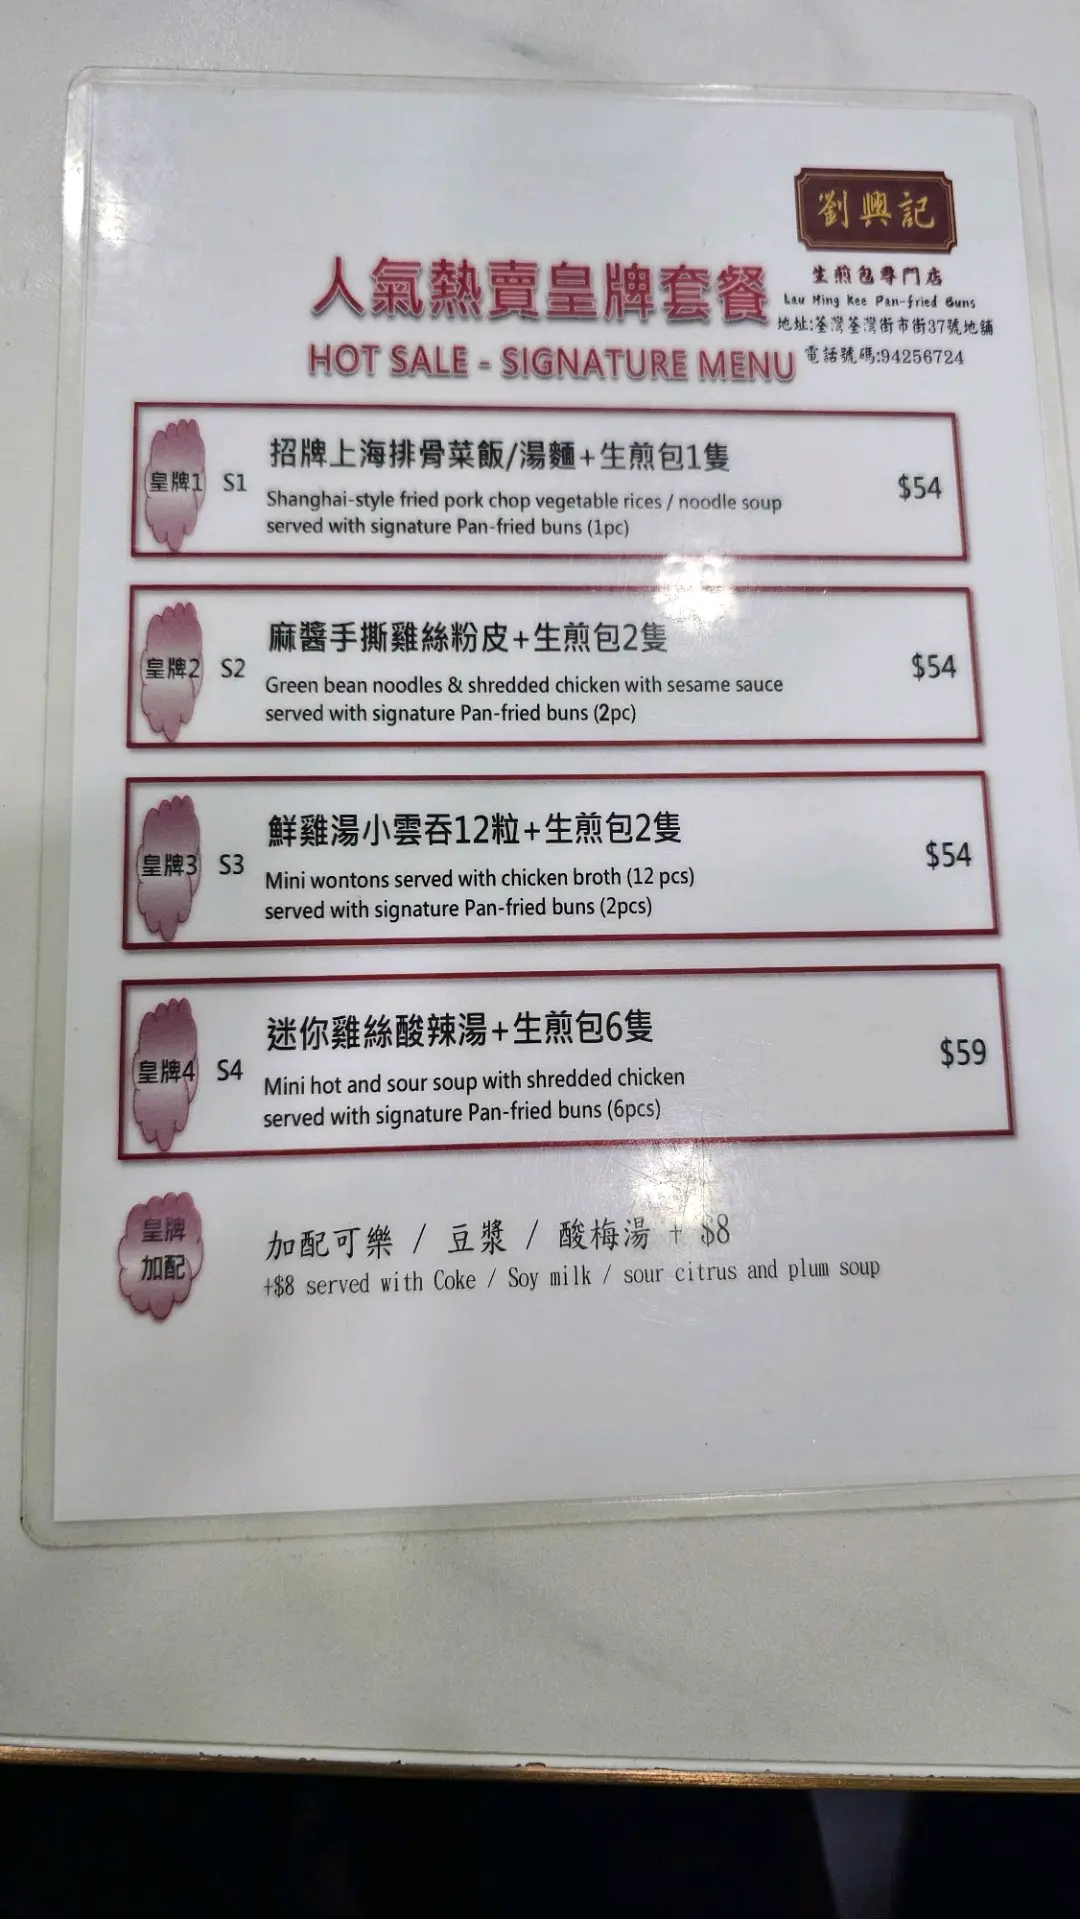 劉興記
生煎包專門店
Lau Hing Kee Pan-fried Buns
地址:荃灣荃灣街市街37號地舖
電話號碼:94256724
人氣熱賣皇牌套餐
HOT SALE - SIGNATURE MENU
皇牌1 S1 招牌上海排骨菜飯/湯麵+生煎包1隻 $54
Shanghai-style fried pork chop vegetable rices / noodle soup
served with signature Pan-fried buns (1pc)
皇牌2 S2 麻醬手撕雞絲粉皮+生煎包2隻 $54
Green bean noodles & shredded chicken with sesame sauce
served with signature Pan-fried buns (2pc)
皇牌3 S3 鮮雞湯小雲吞12粒+生煎包2隻 $54
Mini wontons served with chicken broth (12 pcs)
served with signature Pan-fried buns (2pcs)
皇牌4 S4 迷你雞絲酸辣湯+生煎包6隻 $59
Mini hot and sour soup with shredded chicken
served with signature Pan-fried buns (6pcs)
皇牌
加配
加配可樂 / 豆漿 / 酸梅湯 + $8
+$8 served with Coke / Soy milk / sour citrus and plum soup